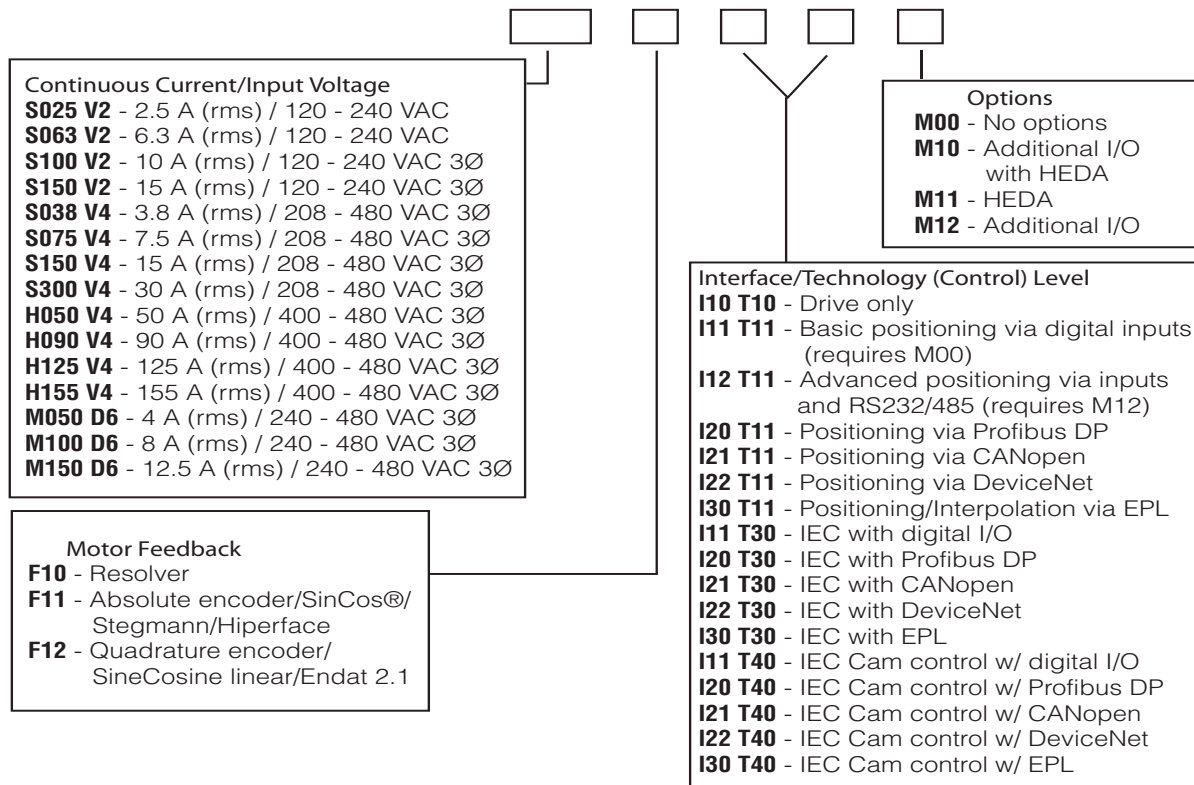 Continuous Current/Input Voltage
S025 V2 - 2.5 A (rms) / 120 - 240 VAC
S063 V2 - 6.3 A (rms) / 120 - 240 VAC
S100 V2 - 10 A (rms) / 120 - 240 VAC 3Ø
S150 V2 - 15 A (rms) / 120 - 240 VAC 3Ø
S038 V4 - 3.8 A (rms) / 208 - 480 VAC 3Ø
S075 V4 - 7.5 A (rms) / 208 - 480 VAC 3Ø
S150 V4 - 15 A (rms) / 208 - 480 VAC 3Ø
S300 V4 - 30 A (rms) / 208 - 480 VAC 3Ø
H050 V4 - 50 A (rms) / 400 - 480 VAC 3Ø
H090 V4 - 90 A (rms) / 400 - 480 VAC 3Ø
H125 V4 - 125 A (rms) / 400 - 480 VAC 3Ø
H155 V4 - 155 A (rms) / 400 - 480 VAC 3Ø
M050 D6 - 4 A (rms) / 240 - 480 VAC 3Ø
M100 D6 - 8 A (rms) / 240 - 480 VAC 3Ø
M150 D6 - 12.5 A (rms) / 240 - 480 VAC 3Ø
Motor Feedback
F10 - Resolver
F11 - Absolute encoder/SinCos®/
Stegmann/Hiperface
F12 - Quadrature encoder/
SineCosine linear/Endat 2.1
Options
M00 - No options
M10 - Additional I/O
with HEDA
M11 - HEDA
M12 - Additional I/O
Interface/Technology (Control) Level
I10 T10 - Drive only
I11 T11 - Basic positioning via digital inputs
(requires M00)
I12 T11 - Advanced positioning via inputs
and RS232/485 (requires M12)
I20 T11 - Positioning via Profibus DP
I21 T11 - Positioning via CANopen
I22 T11 - Positioning via DeviceNet
I30 T11 - Positioning/Interpolation via EPL
I11 T30 - IEC with digital I/O
I20 T30 - IEC with Profibus DP
I21 T30 - IEC with CANopen
I22 T30 - IEC with DeviceNet
I30 T30 - IEC with EPL
I11 T40 - IEC Cam control w/ digital I/O
I20 T40 - IEC Cam control w/ Profibus DP
I21 T40 - IEC Cam control w/ CANopen
I22 T40 - IEC Cam control w/ DeviceNet
I30 T40 - IEC Cam control w/ EPL